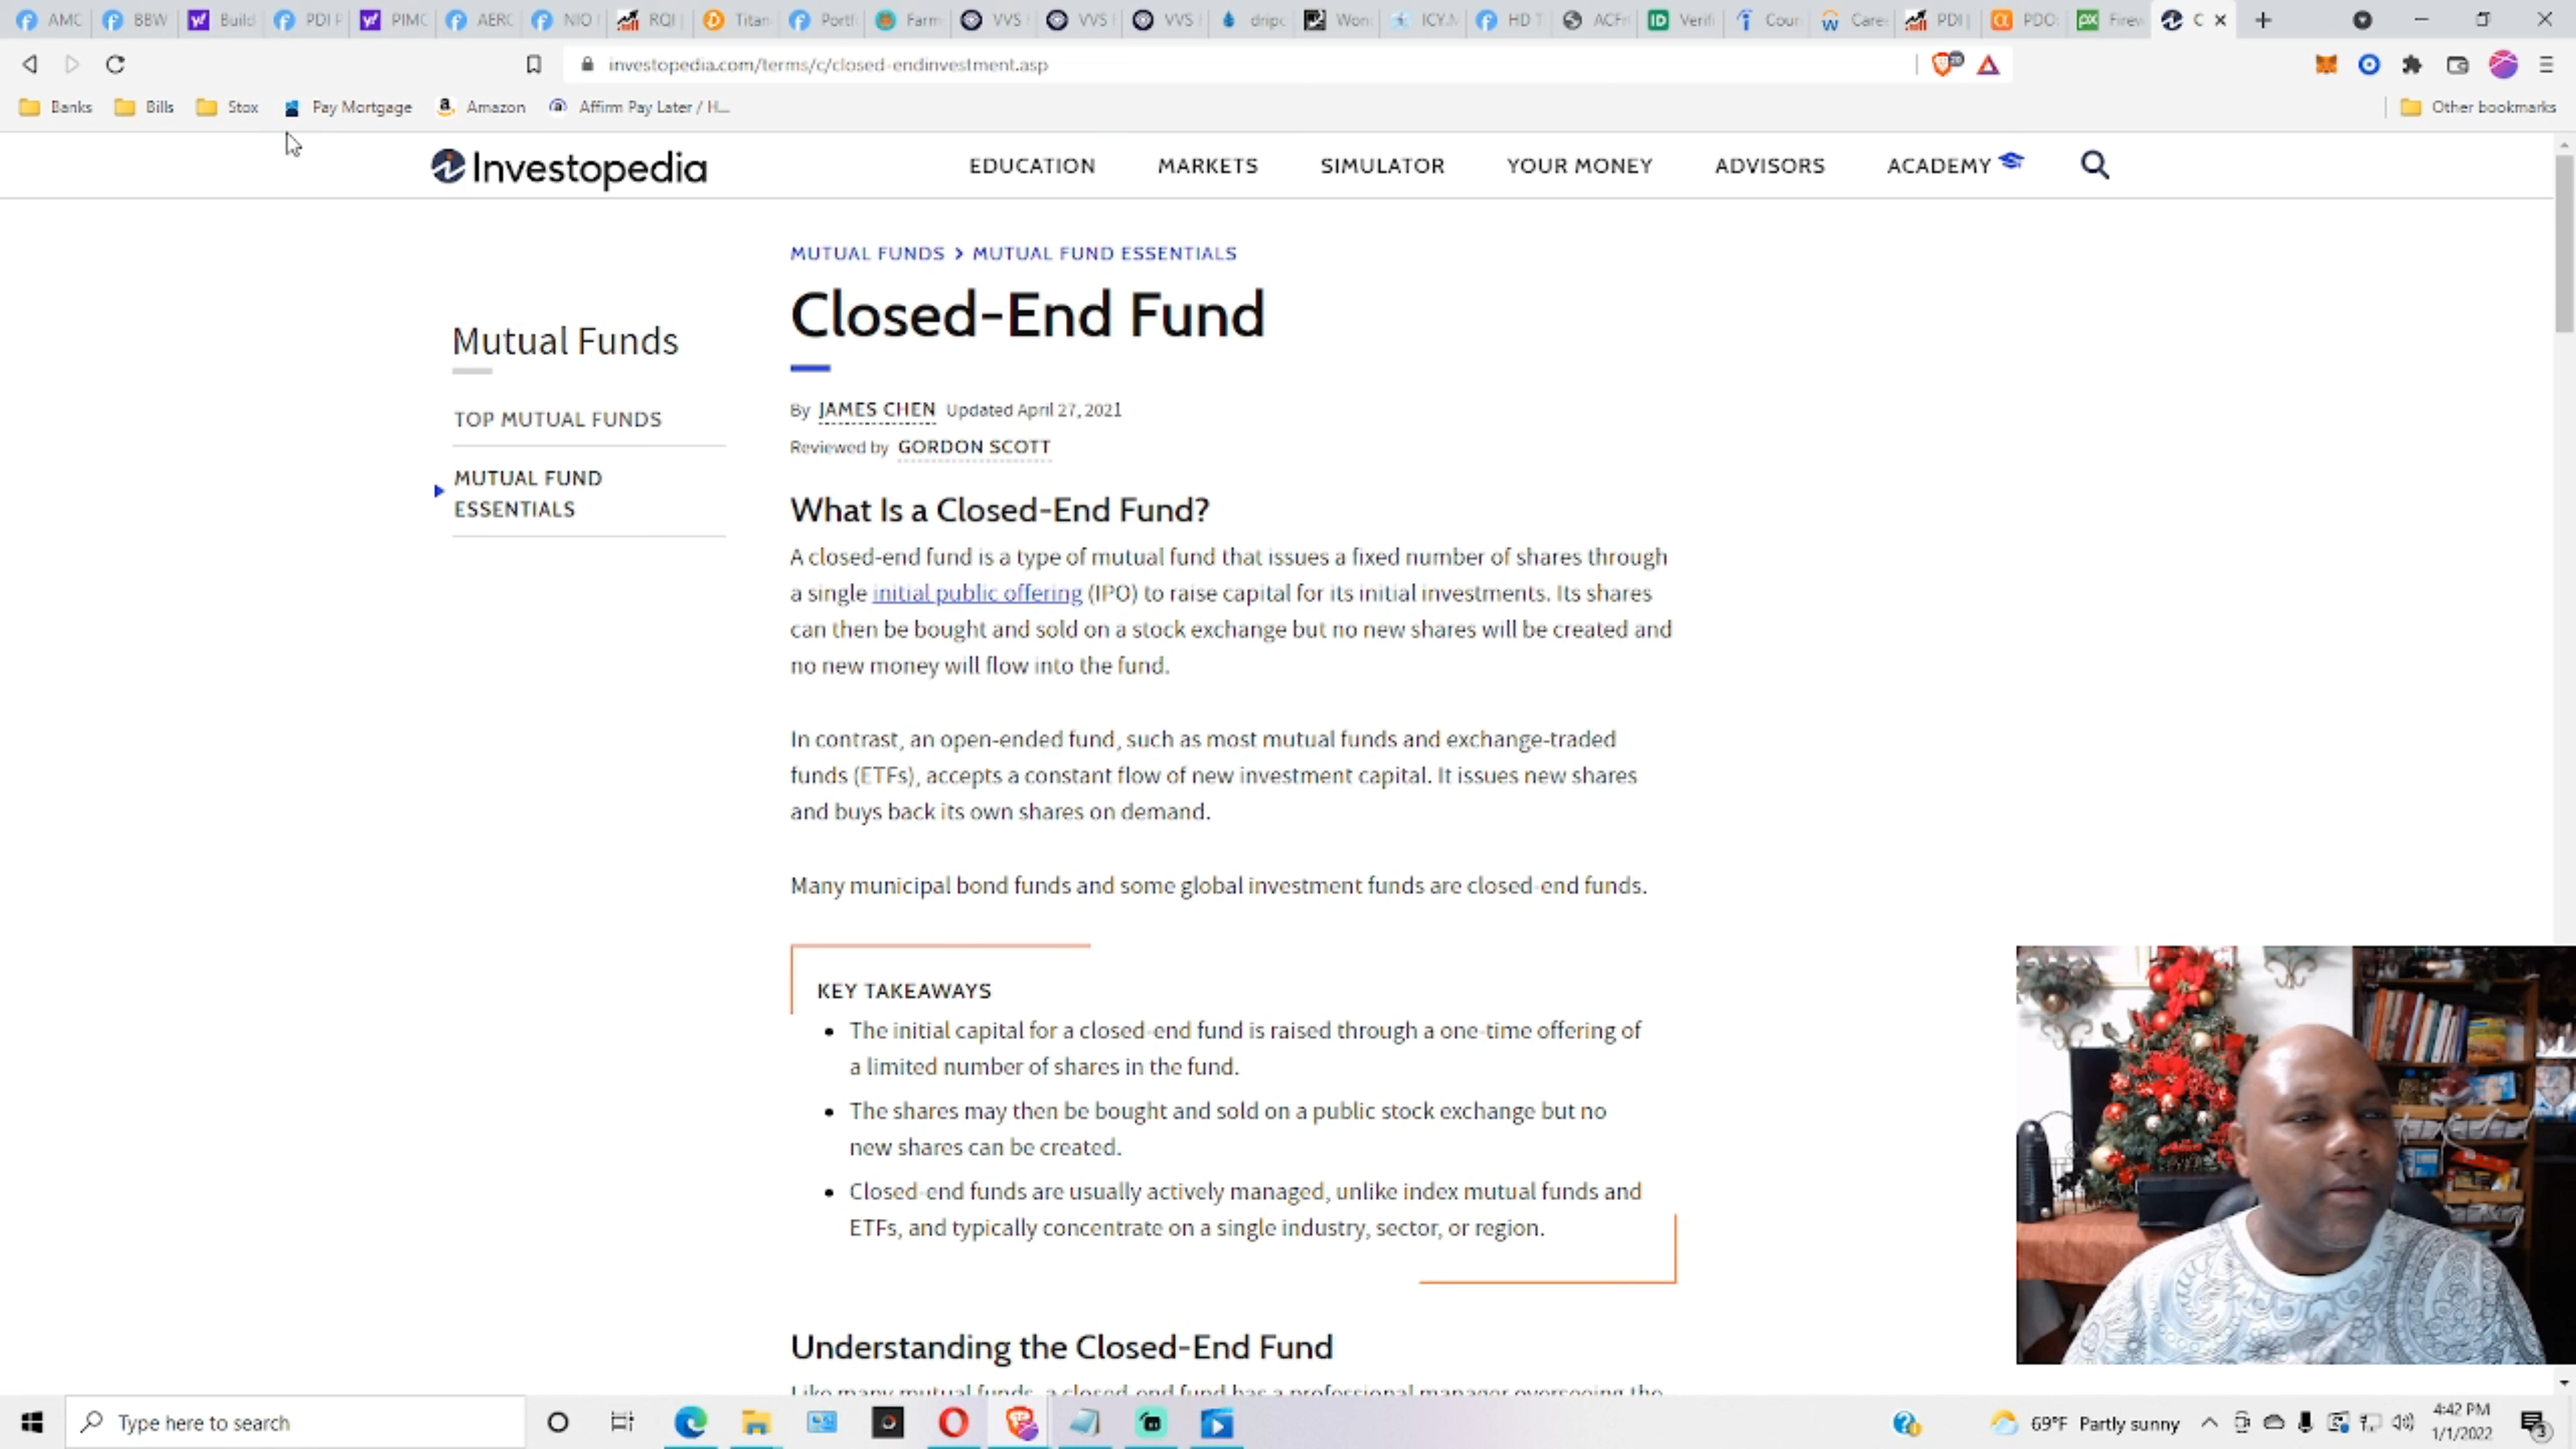 AMC BBW Build PDI P PIMC AERC NIO RQI Titan Portf Farm VVS VVS VVS dripc Won ICY.M HD T ACFr Verifi Cour Care PDI PDO Firew C
investopedia.com/terms/c/closed-endinvestment.asp
Banks Bills Stox Pay Mortgage Amazon Affirm Pay Later / H... Other bookmarks
Investopedia EDUCATION MARKETS SIMULATOR YOUR MONEY ADVISORS ACADEMY
MUTUAL FUNDS > MUTUAL FUND ESSENTIALS
Closed-End Fund
Mutual Funds
TOP MUTUAL FUNDS
MUTUAL FUND
ESSENTIALS
By JAMES CHEN Updated April 27, 2021
Reviewed by GORDON SCOTT
What Is a Closed-End Fund?
A closed-end fund is a type of mutual fund that issues a fixed number of shares through
a single initial public offering (IPO) to raise capital for its initial investments. Its shares
can then be bought and sold on a stock exchange but no new shares will be created and
no new money will flow into the fund.
In contrast, an open-ended fund, such as most mutual funds and exchange-traded
funds (ETFs), accepts a constant flow of new investment capital. It issues new shares
and buys back its own shares on demand.
Many municipal bond funds and some global investment funds are closed-end funds.
KEY TAKEAWAYS
• The initial capital for a closed-end fund is raised through a one-time offering of
a limited number of shares in the fund.
• The shares may then be bought and sold on a public stock exchange but no
new shares can be created.
• Closed-end funds are usually actively managed, unlike index mutual funds and
ETFs, and typically concentrate on a single industry, sector, or region.
Understanding the Closed-End Fund
Like many mutual funds, a closed-end fund has a professional manager overseeing the
Type here to search
69°F Partly sunny
4:42 PM
1/1/2022
3